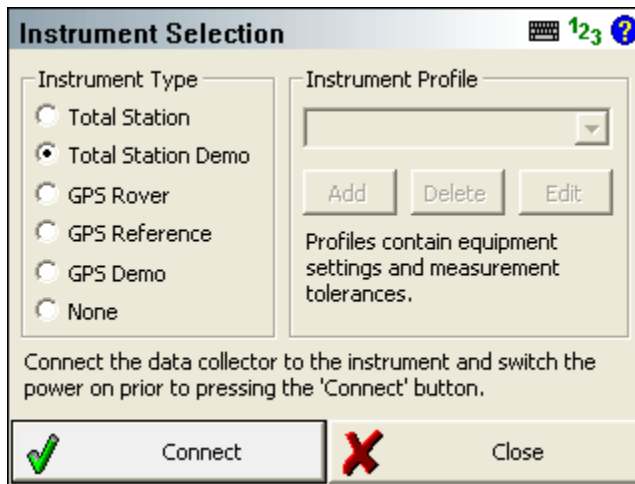 Instrument Selection
123
?
Instrument Type
Total Station
Total Station Demo
GPS Rover
GPS Reference
GPS Demo
None
Instrument Profile
Add
Delete
Edit
Profiles contain equipment
settings and measurement
tolerances.
Connect the data collector to the instrument and switch the
power on prior to pressing the 'Connect' button.
Connect
Close